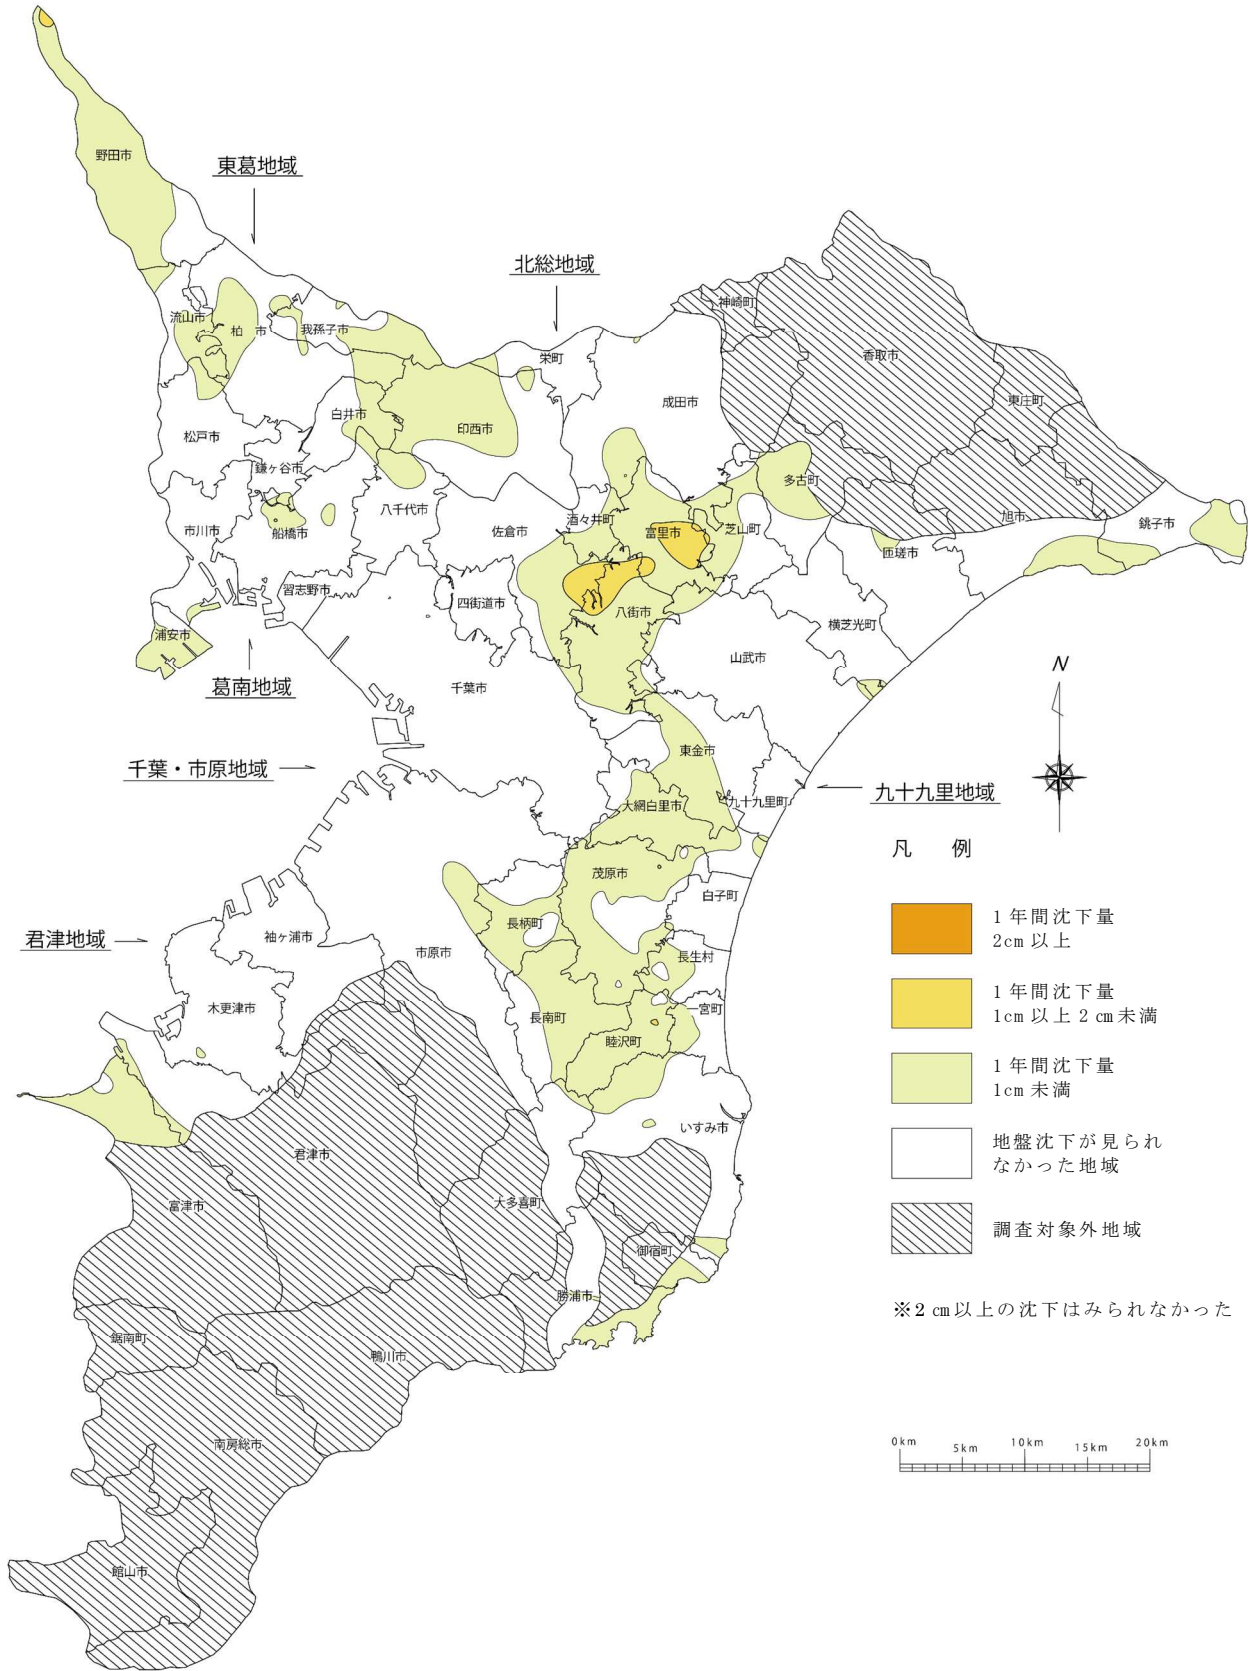 野田市
東葛地域
北総地域
神崎町
流山市
柏市
我孫子市
栄町
香取市
成田市
東庄町
白井市
印西市
松戸市
鎌ヶ谷市
多古町
八千代市
酒々井町
旭市
銚子市
市川市
船橋市
佐倉市
富里市
芝山町
匝瑳市
習志野市
四街道市
八街市
横芝光町
浦安市
山武市
葛南地域
千葉市
N
東金市
千葉・市原地域
九十九里地域
大網白里市
九十九里町
凡 例
茂原市
白子町
1年間沈下量
2cm以上
長柄町
君津地域
袖ヶ浦市
市原市
長生村
1年間沈下量
1cm以上2cm未満
木更津市
長南町
一宮町
睦沢町
1年間沈下量
1cm未満
いすみ市
地盤沈下が見られ
なかった地域
君津市
富津市
大多喜町
調査対象外地域
御宿町
勝浦市
※2cm以上の沈下はみられなかった
鋸南町
鴨川市
南房総市
0km 5km 10km 15km 20km
館山市